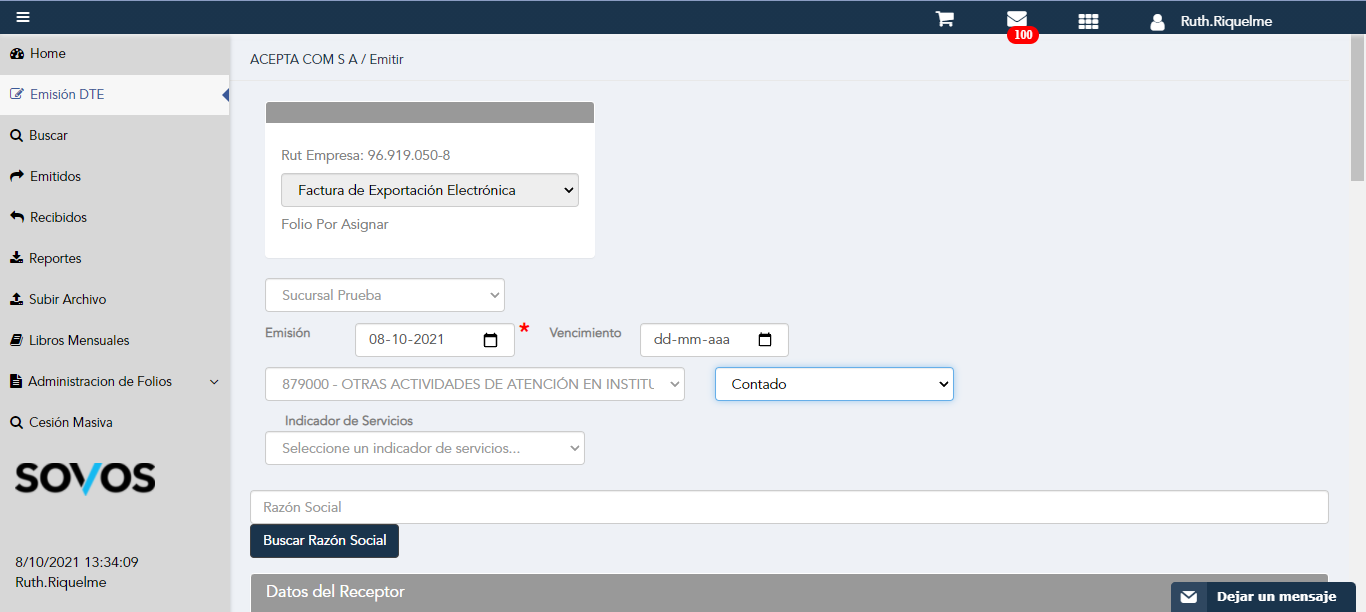 100
Ruth.Riquelme
Home
Emisión DTE
Buscar
Emitidos
Recibidos
Reportes
Subir Archivo
Libros Mensuales
Administracion de Folios
Cesión Masiva
SOVOS
8/10/2021 13:34:09
Ruth.Riquelme
ACEPTA COM S A / Emitir
Rut Empresa: 96.919.050-8
Factura de Exportación Electrónica
Folio Por Asignar
Sucursal Prueba
Emisión 08-10-2021 * Vencimiento dd-mm-aaa
879000 - OTRAS ACTIVIDADES DE ATENCIÓN EN INSTITU Contado
Indicador de Servicios
Seleccione un indicador de servicios...
Razón Social
Buscar Razón Social
Datos del Receptor
Dejar un mensaje